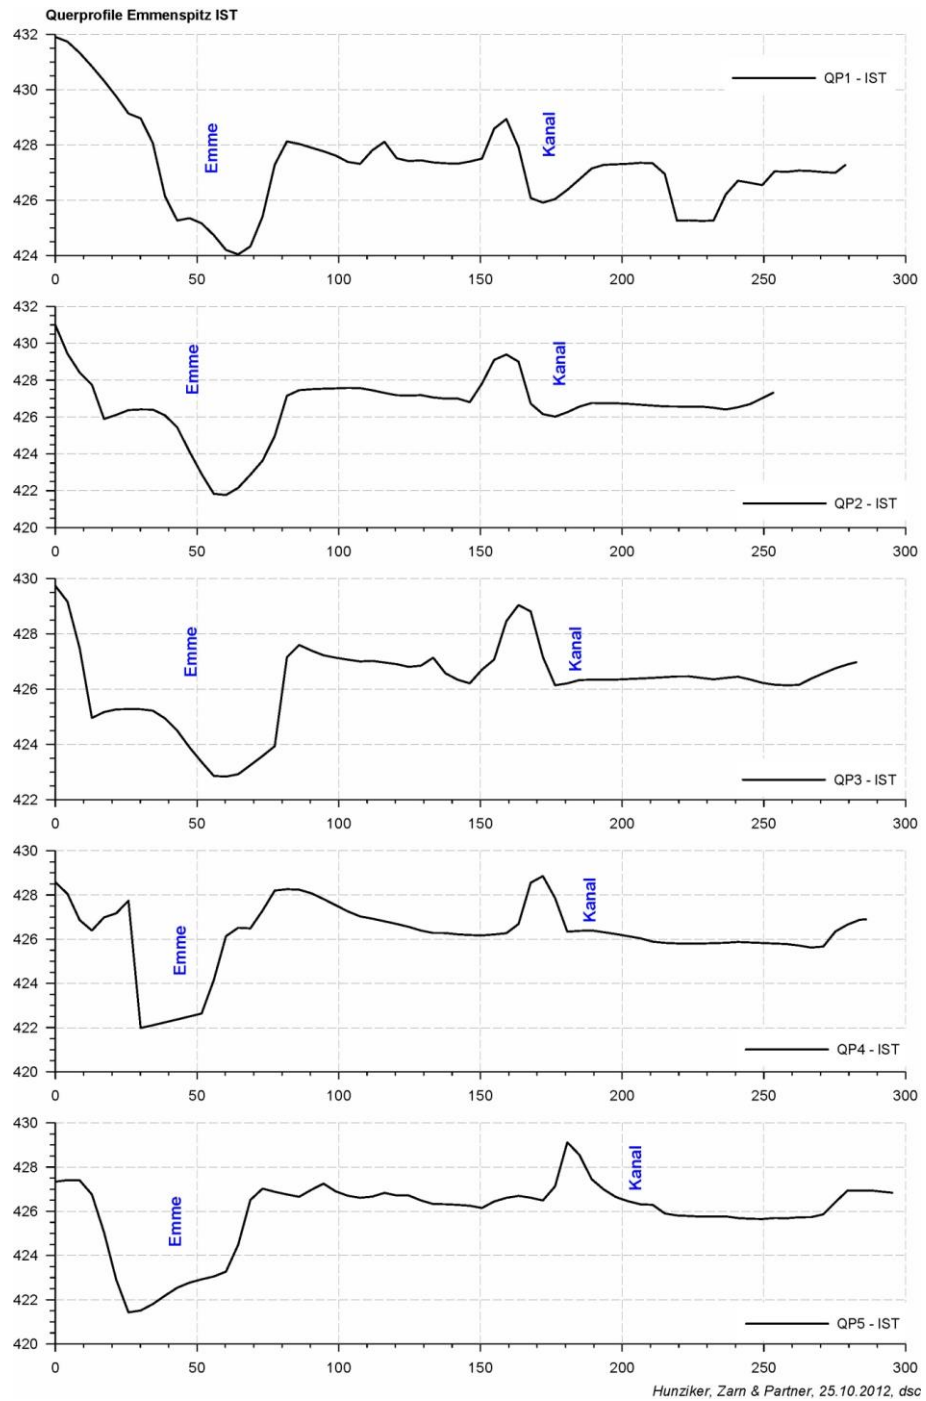 Querprofile Emmenspitz IST
432
430
428
426
424
0 50 100 150 200 250 300
Emme
Kanal
QP1 - IST
432
430
428
426
424
422
420
0 50 100 150 200 250 300
Emme
Kanal
QP2 - IST
430
428
426
424
422
0 50 100 150 200 250 300
Emme
Kanal
QP3 - IST
430
428
426
424
422
420
0 50 100 150 200 250 300
Emme
Kanal
QP4 - IST
430
428
426
424
422
420
0 50 100 150 200 250 300
Emme
Kanal
QP5 - IST
Hunziker, Zarn & Partner, 25.10.2012, dsc